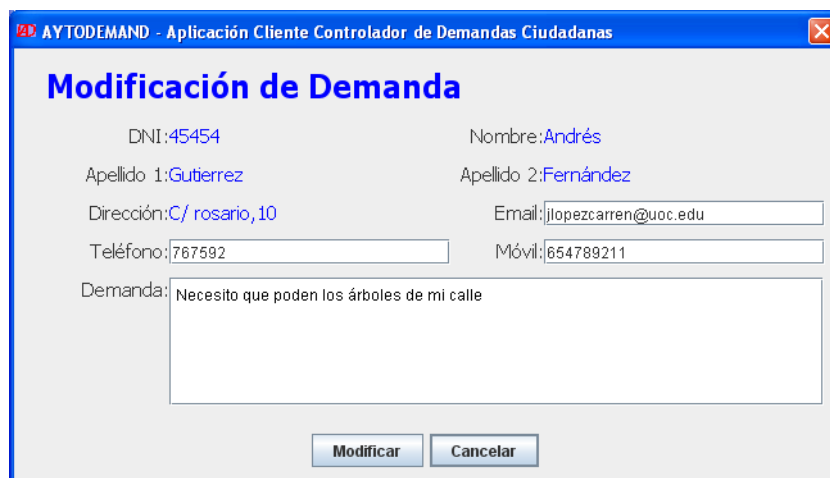 AYTODEMAND - Aplicación Cliente Controlador de Demandas Ciudadanas
Modificación de Demanda
DNI:45454 Nombre:Andrés
Apellido 1:Gutierrez Apellido 2:Fernández
Dirección:C/ rosario,10 Email:jlopezcarren@uoc.edu
Teléfono:767592 Móvil:654789211
Demanda:Necesito que poden los árboles de mi calle
Modificar Cancelar